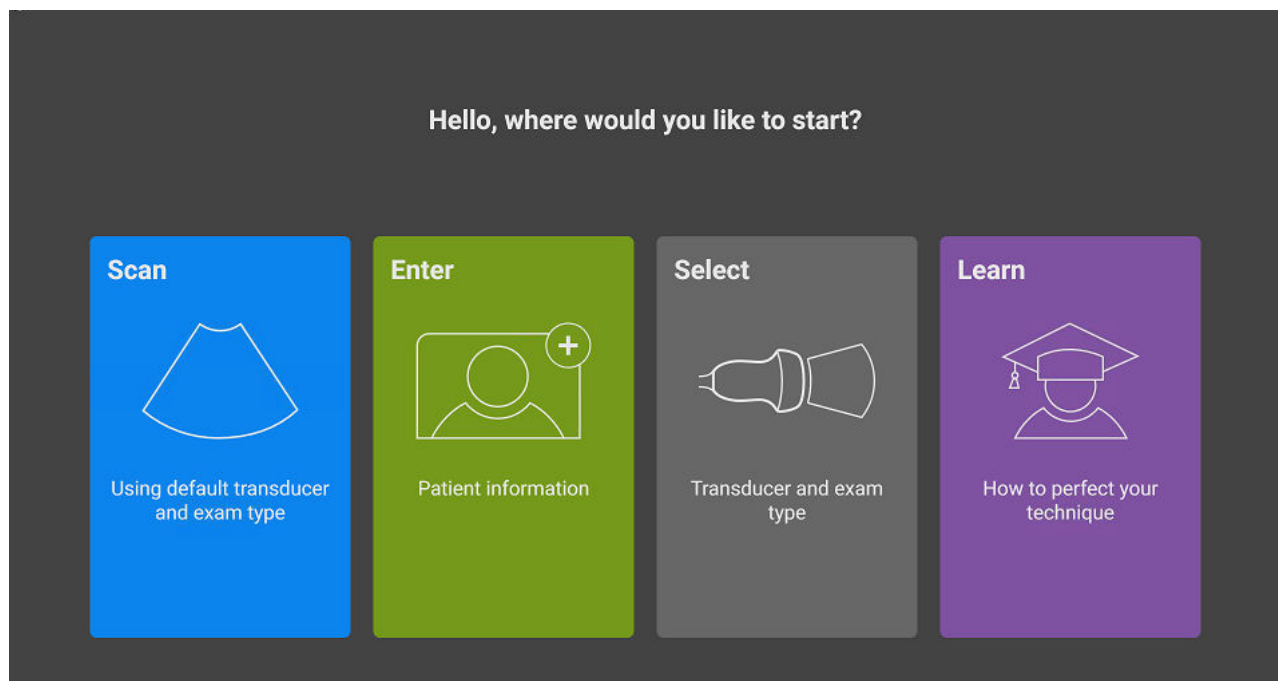 Hello, where would you like to start?
Scan
Using default transducer
and exam type
Enter
Patient information
Select
Transducer and exam
type
Learn
How to perfect your
technique